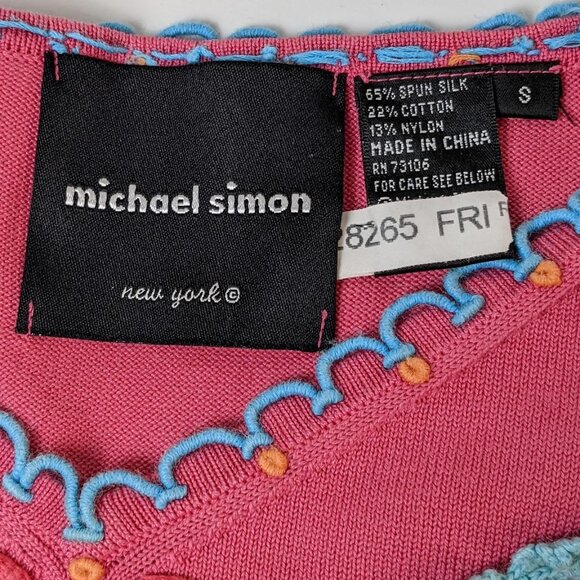 michael simon
new york©
65% SPUN SILK
22% COTTON
13% NYLON
MADE IN CHINA
RN 73106
FOR CARE SEE BELOW
S
28265 FRI